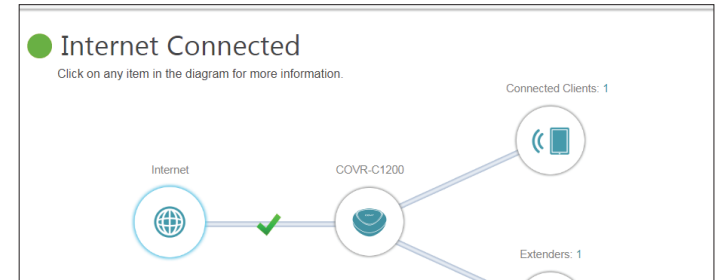 Internet Connected
Click on any item in the diagram for more information.
Connected Clients: 1
Internet
COVR-C1200
Extenders: 1